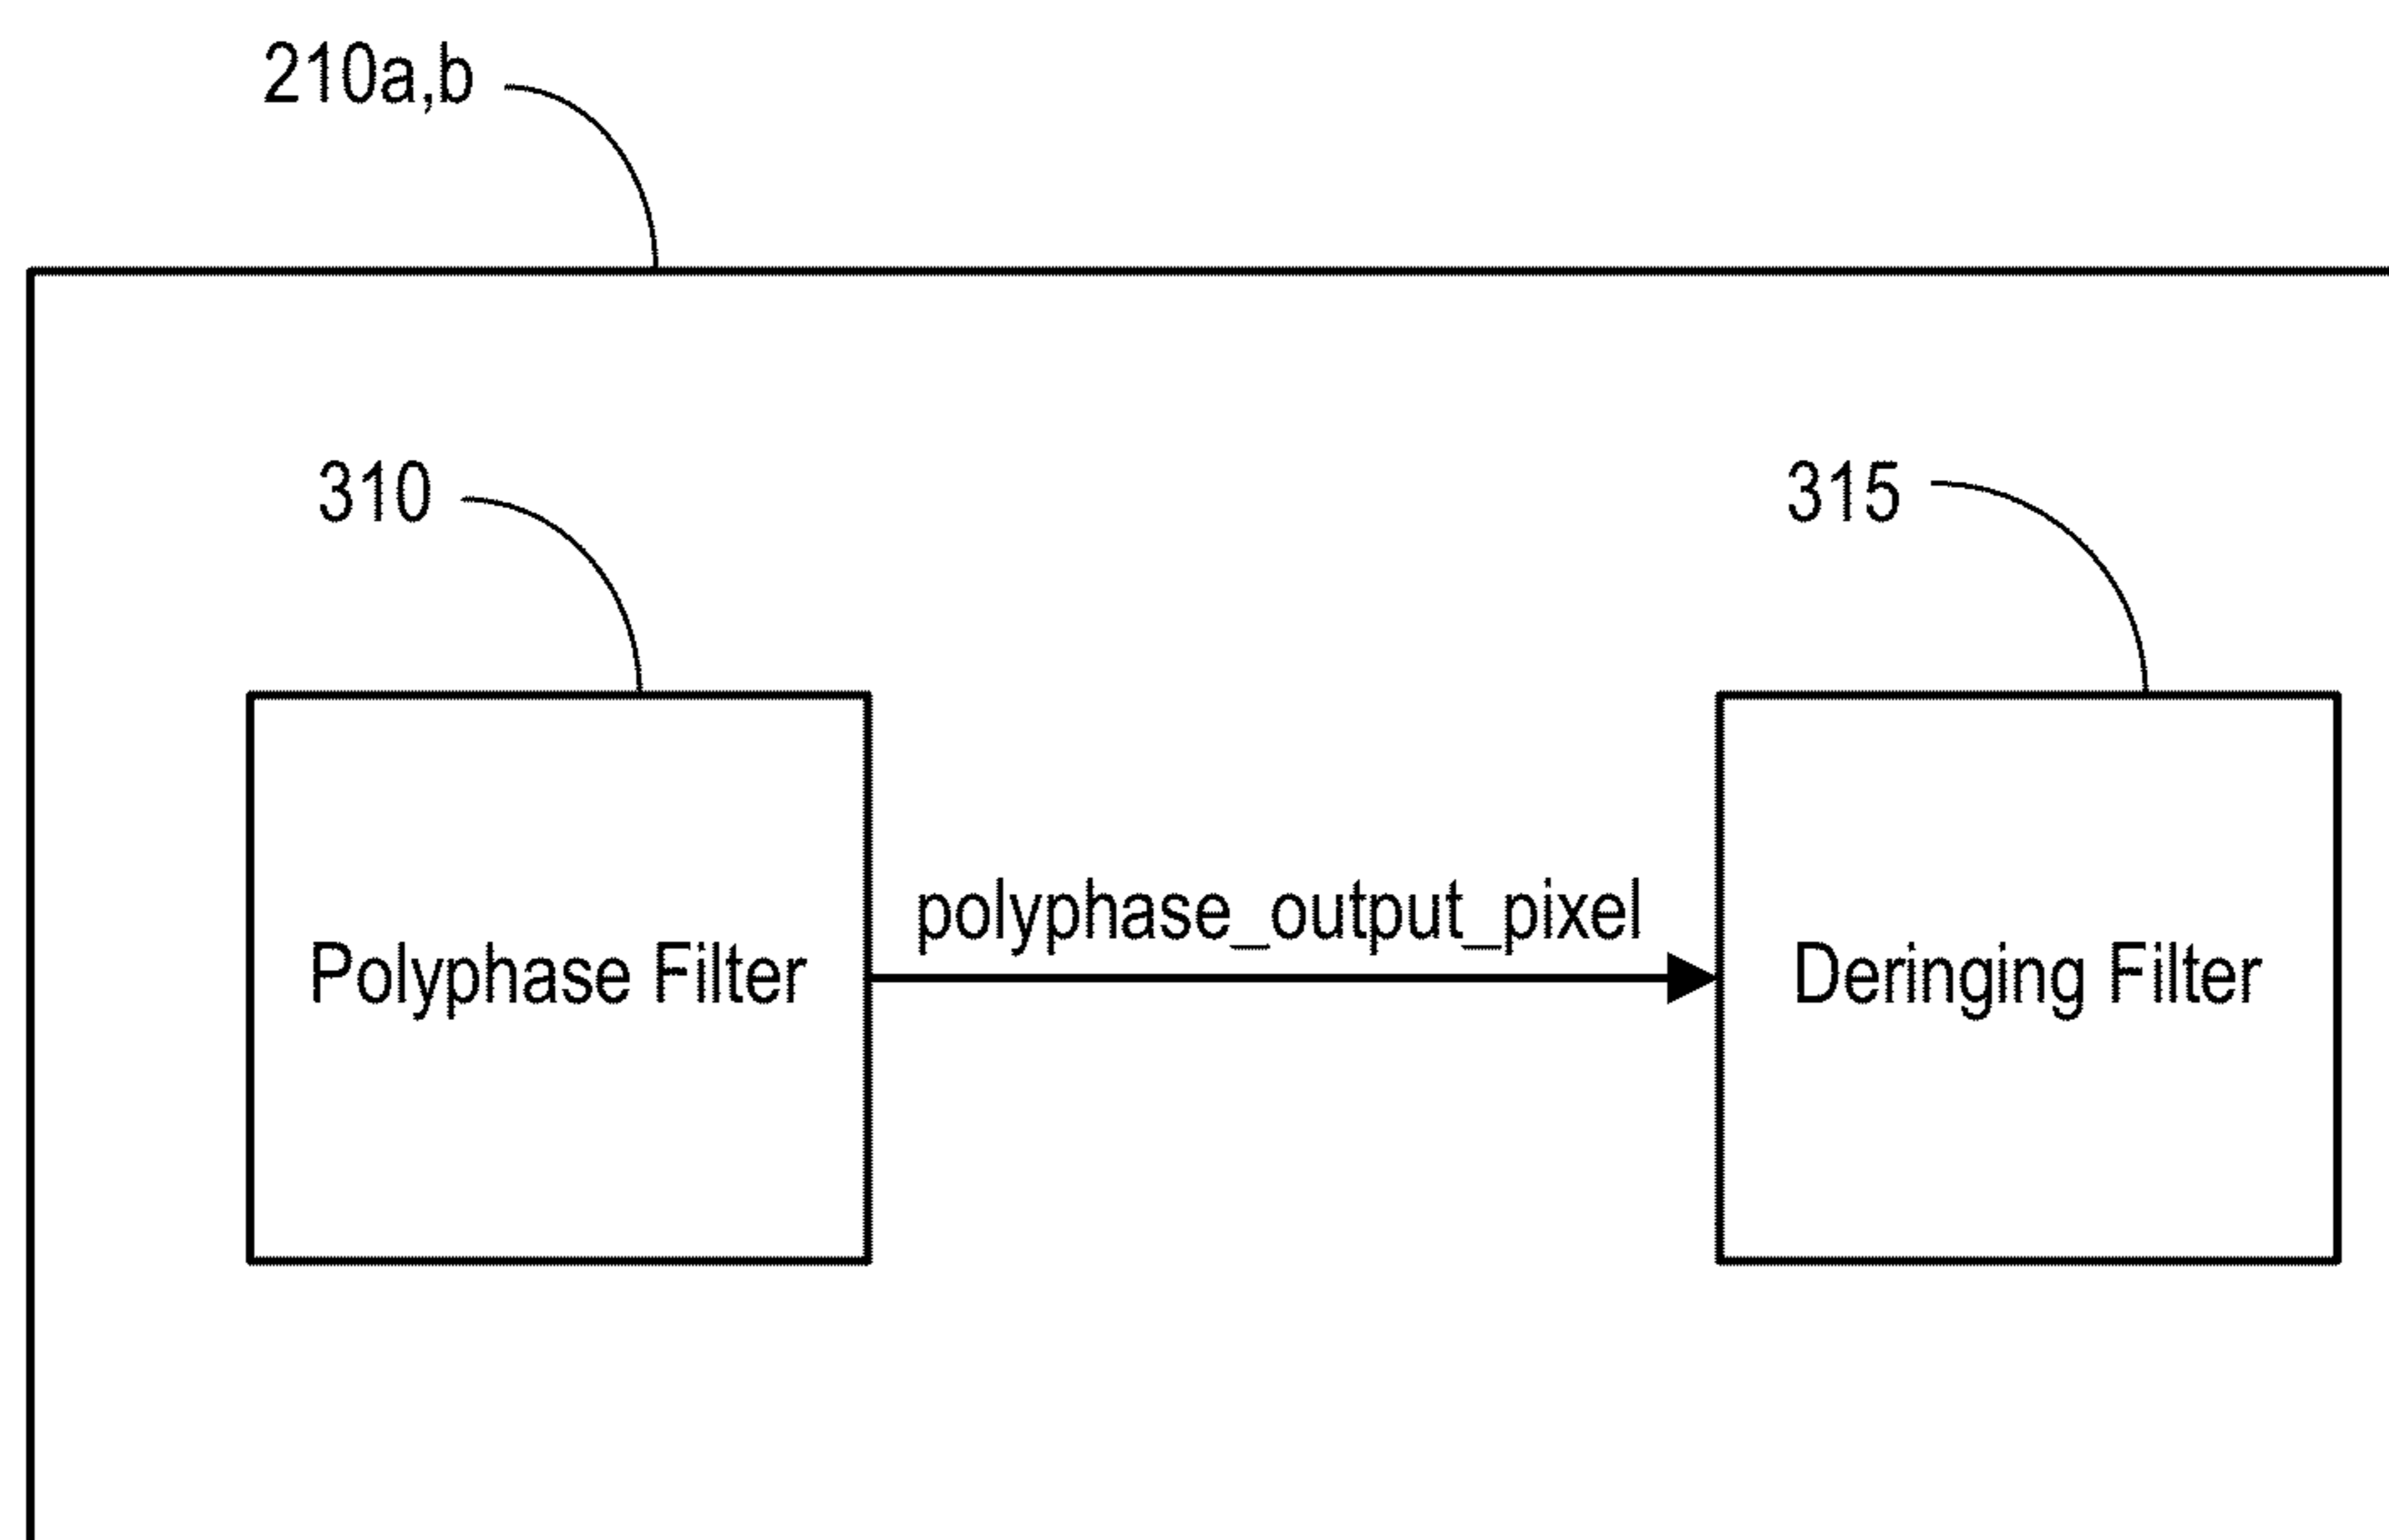 210a,b
310
315
polyphase_output_pixel
Polyphase Filter
Deringing Filter